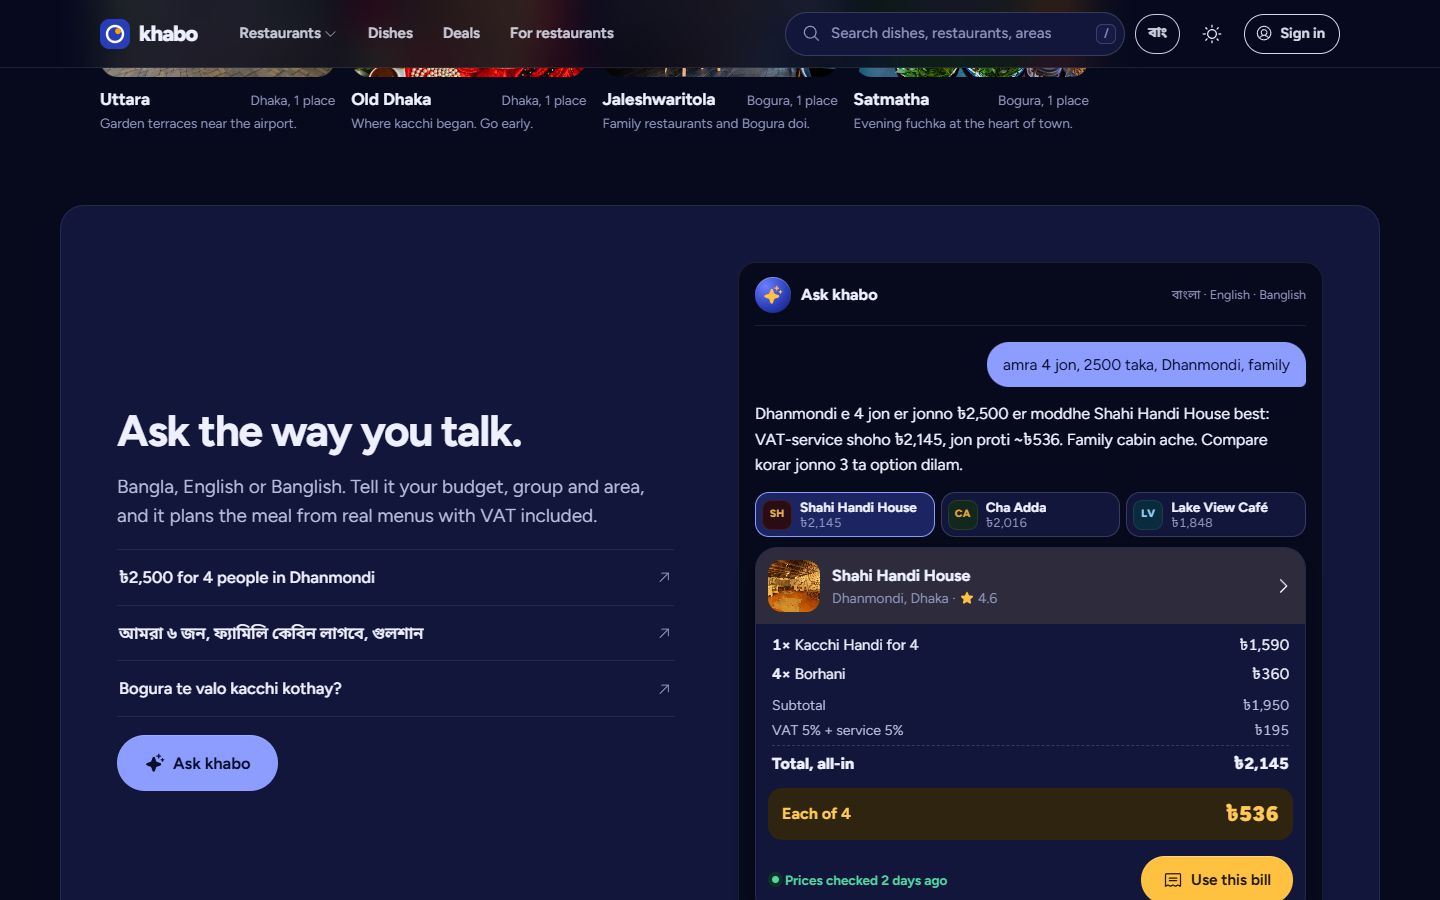 khabo
Restaurants
Dishes
Deals
For restaurants
Search dishes, restaurants, areas
/
বাং
Sign in
Uttara
Dhaka, 1 place
Garden terraces near the airport.
Old Dhaka
Dhaka, 1 place
Where kacchi began. Go early.
Jaleshwaritola
Bogura, 1 place
Family restaurants and Bogura doi.
Satmatha
Bogura, 1 place
Evening fuchka at the heart of town.
Ask the way you talk.
Bangla, English or Banglish. Tell it your budget, group and area,
and it plans the meal from real menus with VAT included.
৳2,500 for 4 people in Dhanmondi
আমরা ৬ জন, ফ্যামিলি কেবিন লাগবে, গুলশান
Bogura te valo kacchi kothay?
Ask khabo
Ask khabo
বাংলা · English · Banglish
amra 4 jon, 2500 taka, Dhanmondi, family
Dhanmondi e 4 jon er jonno ৳2,500 er moddhe Shahi Handi House best:
VAT-service shoho ৳2,145, jon proti ~৳536. Family cabin ache. Compare
korar jonno 3 ta option dilam.
SH
Shahi Handi House
৳2,145
CA
Cha Adda
৳2,016
LV
Lake View Café
৳1,848
Shahi Handi House
Dhanmondi, Dhaka · 4.6
1× Kacchi Handi for 4
৳1,590
4× Borhani
৳360
Subtotal
৳1,950
VAT 5% + service 5%
৳195
Total, all-in
৳2,145
Each of 4
৳536
Prices checked 2 days ago
Use this bill